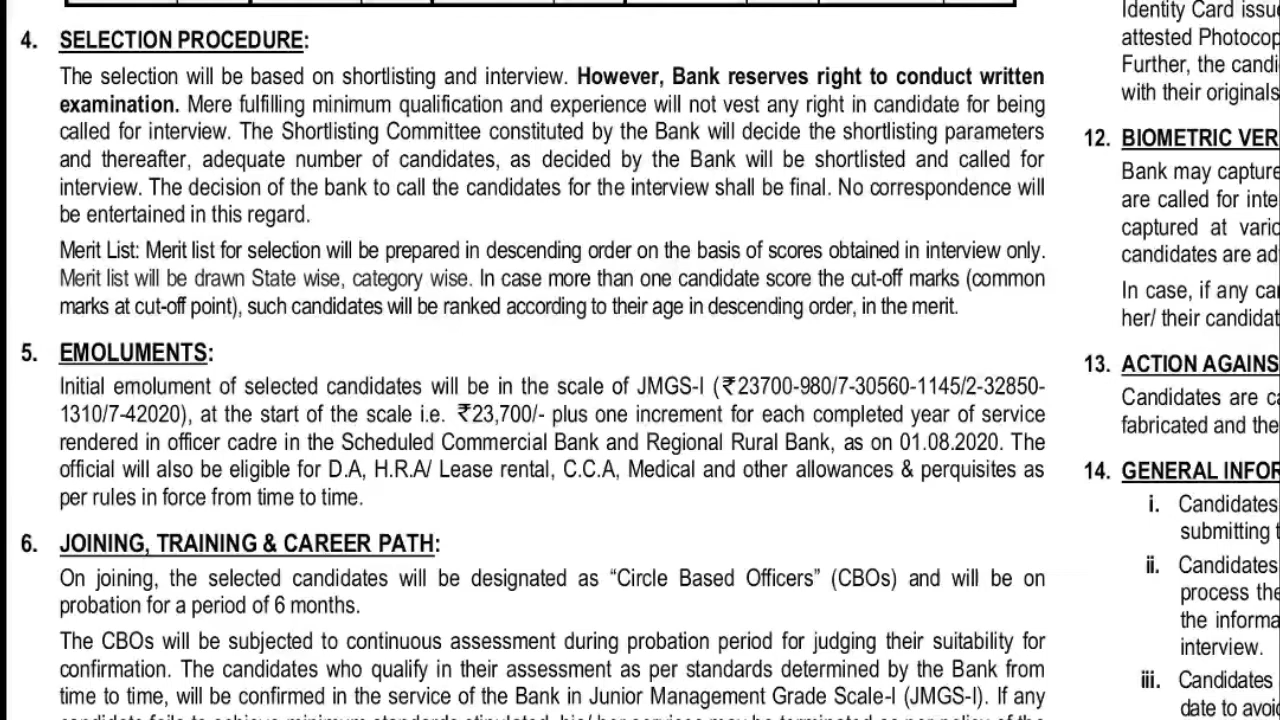 4. SELECTION PROCEDURE:
The selection will be based on shortlisting and interview. However, Bank reserves right to conduct written
examination. Mere fulfilling minimum qualification and experience will not vest any right in candidate for being
called for interview. The Shortlisting Committee constituted by the Bank will decide the shortlisting parameters
and thereafter, adequate number of candidates, as decided by the Bank will be shortlisted and called for
interview. The decision of the bank to call the candidates for the interview shall be final. No correspondence will
be entertained in this regard.
Merit List: Merit list for selection will be prepared in descending order on the basis of scores obtained in interview only.
Merit list will be drawn State wise, category wise. In case more than one candidate score the cut-off marks (common
marks at cut-off point), such candidates will be ranked according to their age in descending order, in the merit.
5. EMOLUMENTS:
Initial emolument of selected candidates will be in the scale of JMGS-I (₹23700-980/7-30560-1145/2-32850-
1310/7-42020), at the start of the scale i.e. ₹23,700/- plus one increment for each completed year of service
rendered in officer cadre in the Scheduled Commercial Bank and Regional Rural Bank, as on 01.08.2020. The
official will also be eligible for D.A, H.R.A/ Lease rental, C.C.A, Medical and other allowances & perquisites as
per rules in force from time to time.
6. JOINING, TRAINING & CAREER PATH:
On joining, the selected candidates will be designated as “Circle Based Officers” (CBOs) and will be on
probation for a period of 6 months.
The CBOs will be subjected to continuous assessment during probation period for judging their suitability for
confirmation. The candidates who qualify in their assessment as per standards determined by the Bank from
time to time, will be confirmed in the service of the Bank in Junior Management Grade Scale-I (JMGS-I). If any
Identity Card issu
attested Photocop
Further, the candi
with their originals
12. BIOMETRIC VER
Bank may capture
are called for inte
captured at vario
candidates are ad
In case, if any ca
her/ their candidat
13. ACTION AGAINS
Candidates are ca
fabricated and the
14. GENERAL INFOR
i. Candidates
submitting t
ii. Candidates
process the
the informa
interview.
iii. Candidates
date to avoi